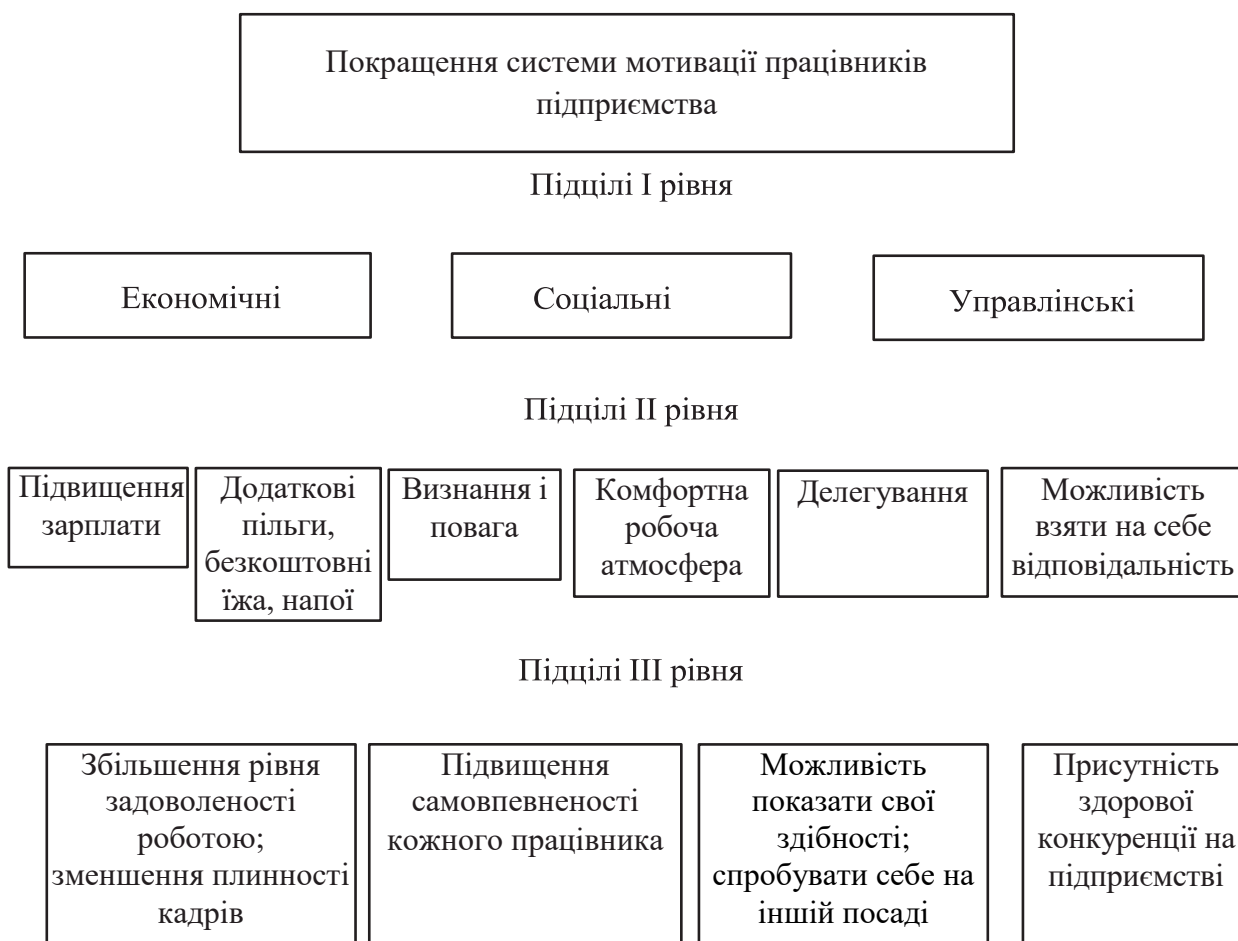 Покращення системи мотивації працівників
підприємства
Підцілі I рівня
Економічні
Соціальні
Управлінські
Підцілі II рівня
Підвищення
зарплати
Додаткові
пільги,
безкоштовні
їжа, напої
Визнання і
повага
Комфортна
робоча
атмосфера
Делегування
Можливість
взяти на себе
відповідальність
Підцілі III рівня
Збільшення рівня
задоволеності
роботою;
зменшення плинності
кадрів
Підвищення
самовпевненості
кожного працівника
Можливість
показати свої
здібності;
спробувати себе на
іншій посаді
Присутність
здорової
конкуренції на
підприємстві